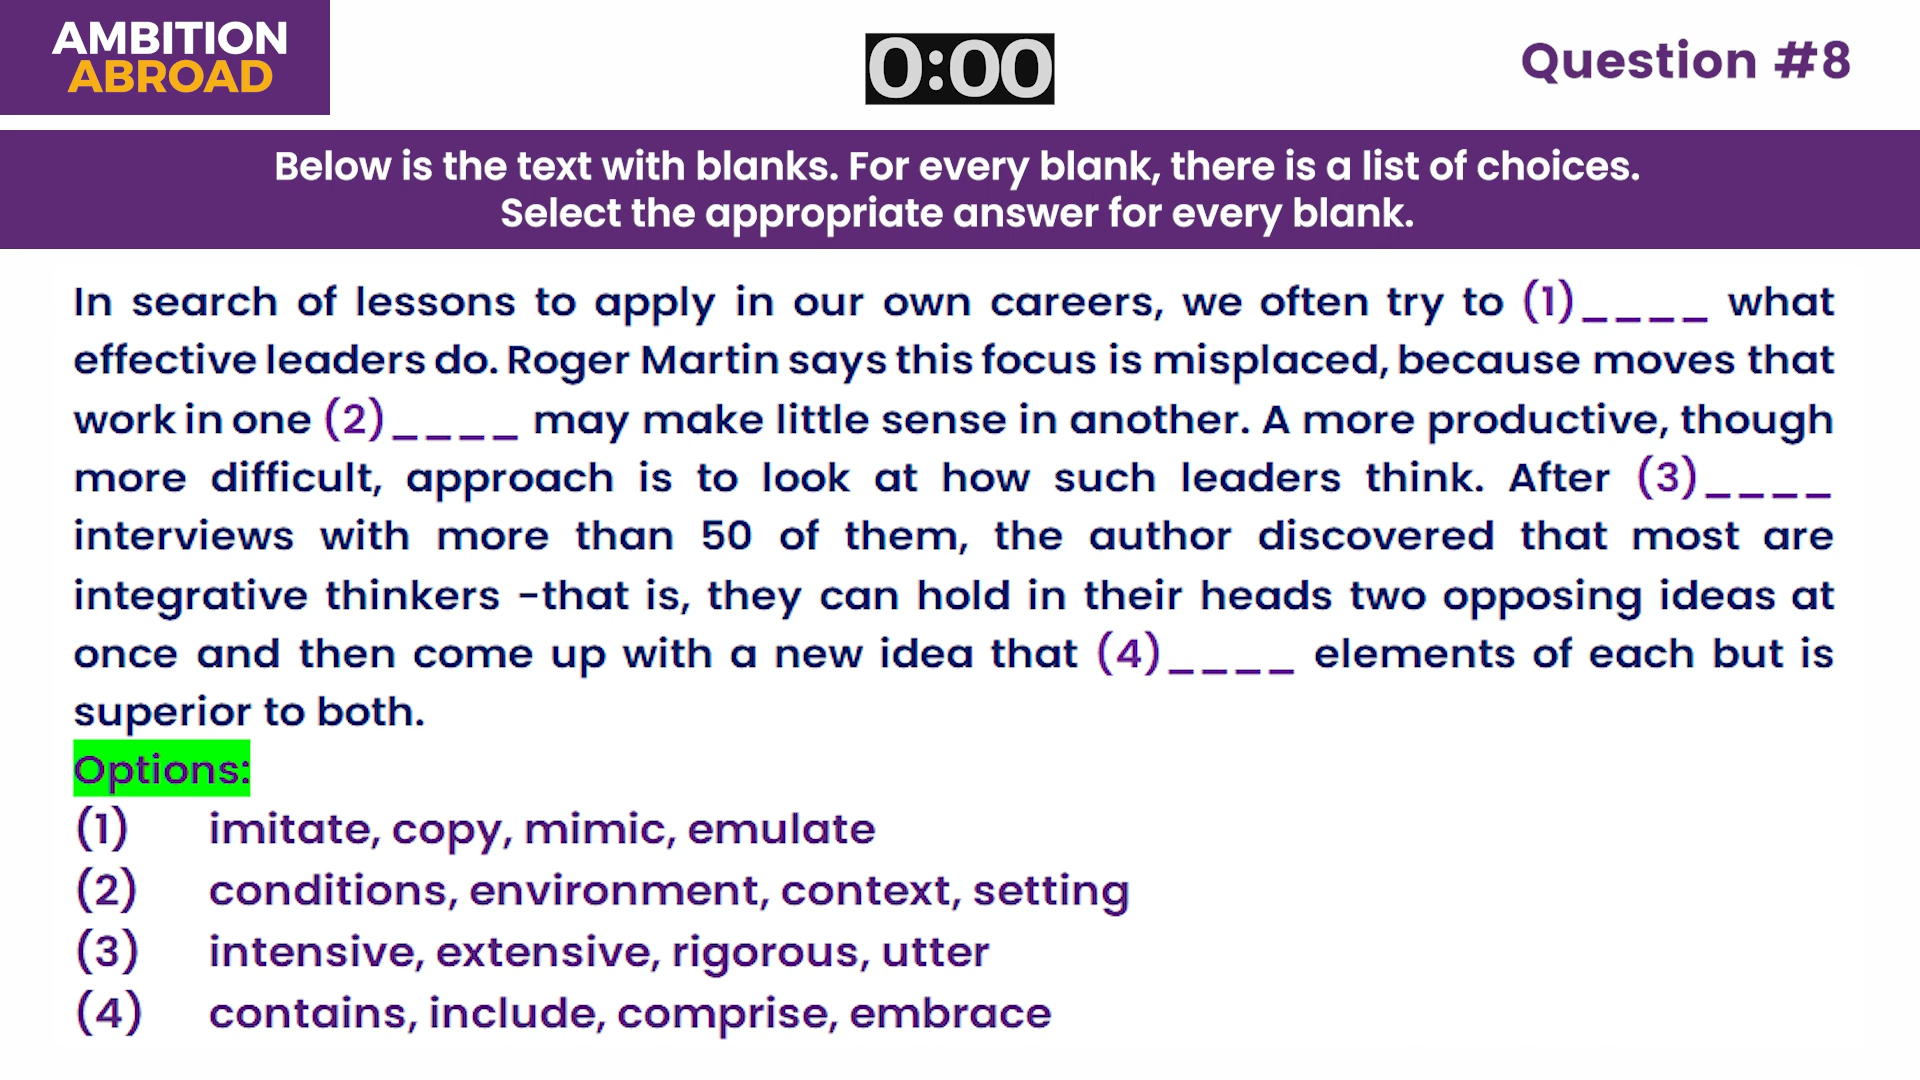 AMBITION
ABROAD
0:00
Question #8
Below is the text with blanks. For every blank, there is a list of choices.
Select the appropriate answer for every blank.
In search of lessons to apply in our own careers, we often try to (1)____ what
effective leaders do. Roger Martin says this focus is misplaced, because moves that
work in one (2)____ may make little sense in another. A more productive, though
more difficult, approach is to look at how such leaders think. After (3)____
interviews with more than 50 of them, the author discovered that most are
integrative thinkers -that is, they can hold in their heads two opposing ideas at
once and then come up with a new idea that (4)____ elements of each but is
superior to both.
Options:
(1) imitate, copy, mimic, emulate
(2) conditions, environment, context, setting
(3) intensive, extensive, rigorous, utter
(4) contains, include, comprise, embrace